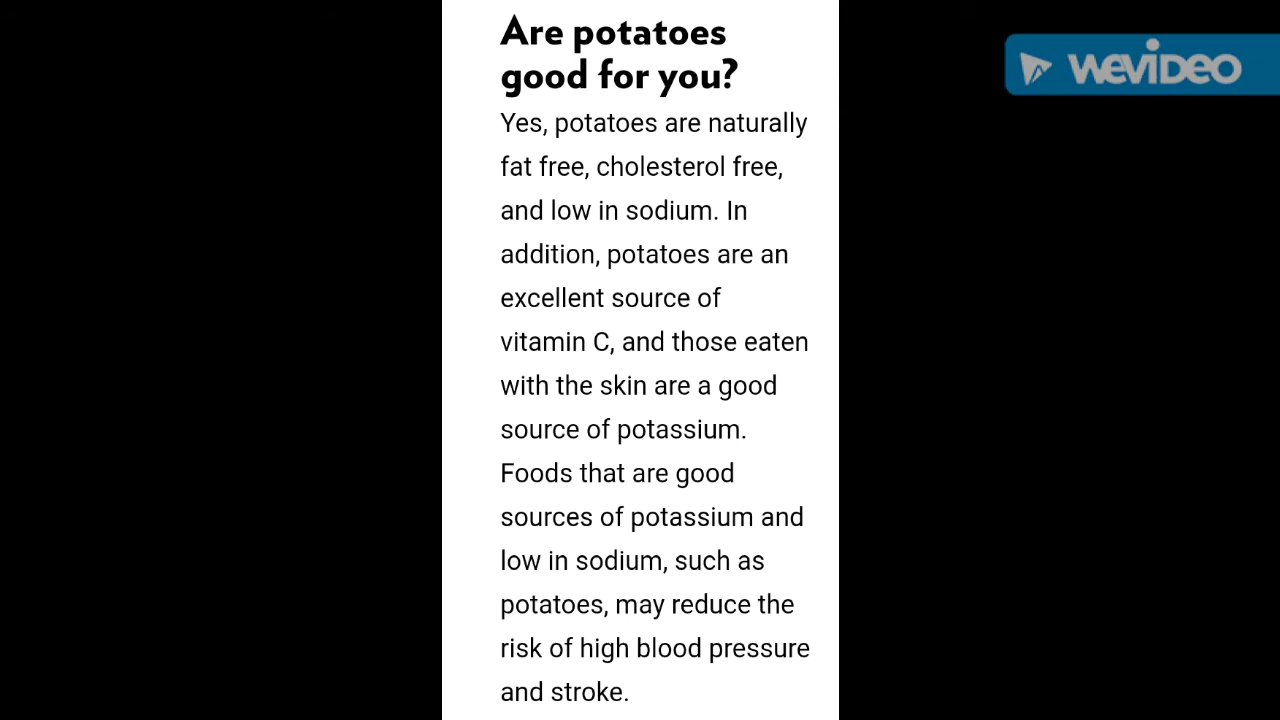 Are potatoes
good for you?
Yes, potatoes are naturally
fat free, cholesterol free,
and low in sodium. In
addition, potatoes are an
excellent source of
vitamin C, and those eaten
with the skin are a good
source of potassium.
Foods that are good
sources of potassium and
low in sodium, such as
potatoes, may reduce the
risk of high blood pressure
and stroke.
WEVIDEO